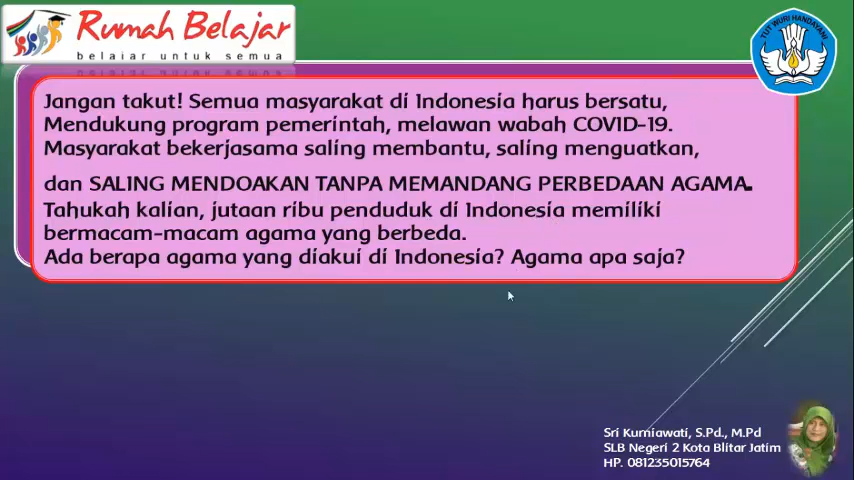 Rumah Belajar
belajar untuk semua
TUT WURI HANDAYANI
Jangan takut! Semua masyarakat di Indonesia harus bersatu,
Mendukung program pemerintah, melawan wabah COVID-19.
Masyarakat bekerjasama saling membantu, saling menguatkan,
dan SALING MENDOAKAN TANPA MEMANDANG PERBEDAAN AGAMA.
Tahukah kalian, jutaan ribu penduduk di Indonesia memiliki
bermacam-macam agama yang berbeda.
Ada berapa agama yang diakui di Indonesia? Agama apa saja?
Sri Kurniawati, S.Pd., M.Pd
SLB Negeri 2 Kota Blitar Jatim
HP. 081235015764